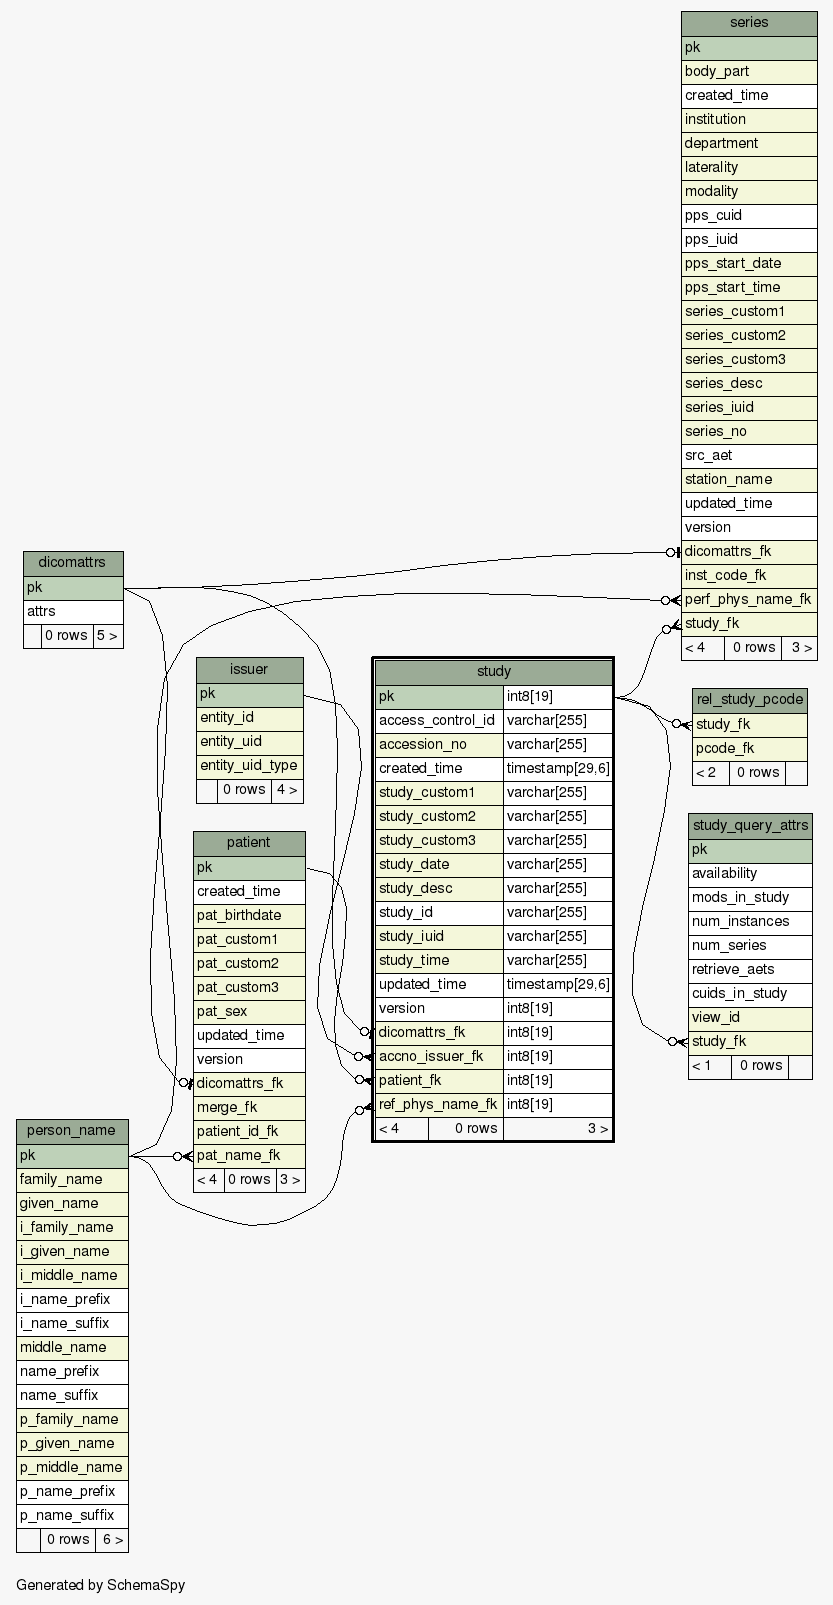 series
pk
body_part
created_time
institution
department
laterality
modality
pps_cuid
pps_iuid
pps_start_date
pps_start_time
series_custom1
series_custom2
series_custom3
series_desc
series_iuid
series_no
src_aet
station_name
updated_time
version
dicomattrs_fk
inst_code_fk
perf_phys_name_fk
study_fk
< 4 0 rows 3 >
dicomattrs
pk
attrs
0 rows 5 >
issuer
pk
entity_id
entity_uid
entity_uid_type
0 rows 4 >
patient
pk
created_time
pat_birthdate
pat_custom1
pat_custom2
pat_custom3
pat_sex
updated_time
version
dicomattrs_fk
merge_fk
patient_id_fk
pat_name_fk
< 4 0 rows 3 >
study
pk int8[19]
access_control_id varchar[255]
accession_no varchar[255]
created_time timestamp[29,6]
study_custom1 varchar[255]
study_custom2 varchar[255]
study_custom3 varchar[255]
study_date varchar[255]
study_desc varchar[255]
study_id varchar[255]
study_iuid varchar[255]
study_time varchar[255]
updated_time timestamp[29,6]
version int8[19]
dicomattrs_fk int8[19]
accno_issuer_fk int8[19]
patient_fk int8[19]
ref_phys_name_fk int8[19]
< 4 0 rows 3 >
rel_study_pcode
study_fk
pcode_fk
< 2 0 rows
study_query_attrs
pk
availability
mods_in_study
num_instances
num_series
retrieve_aets
cuids_in_study
view_id
study_fk
< 1 0 rows
person_name
pk
family_name
given_name
i_family_name
i_given_name
i_middle_name
i_name_prefix
i_name_suffix
middle_name
name_prefix
name_suffix
p_family_name
p_given_name
p_middle_name
p_name_prefix
p_name_suffix
0 rows 6 >
Generated by SchemaSpy